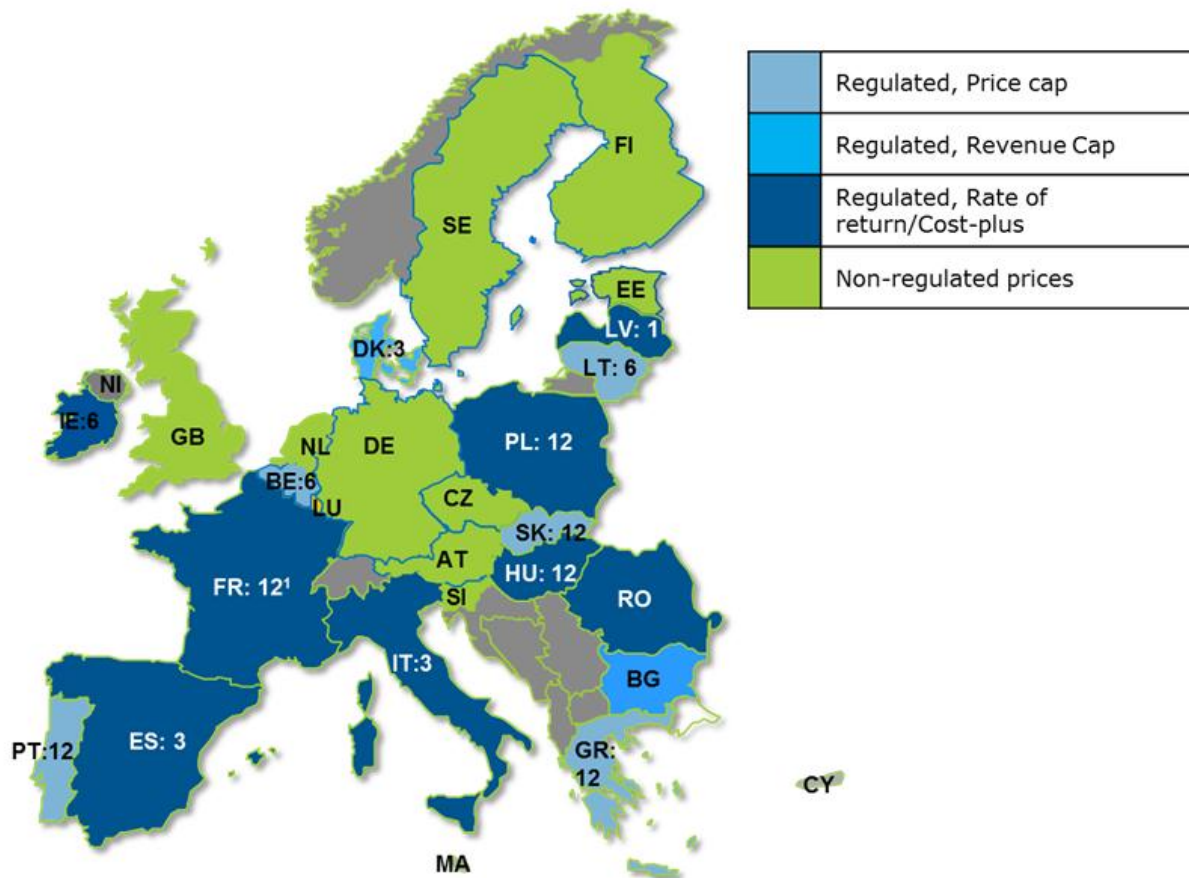 Regulated, Price cap
Regulated, Revenue Cap
Regulated, Rate of
return/Cost-plus
Non-regulated prices
FI
SE
EE
LV: 1
DK:3
LT: 6
NI
IE:6
GB
NL
DE
PL: 12
BE:6
CZ
LU
SK: 12
AT
HU: 12
FR: 12¹
SI
RO
IT:3
BG
PT:12
ES: 3
GR:
12
CY
MA